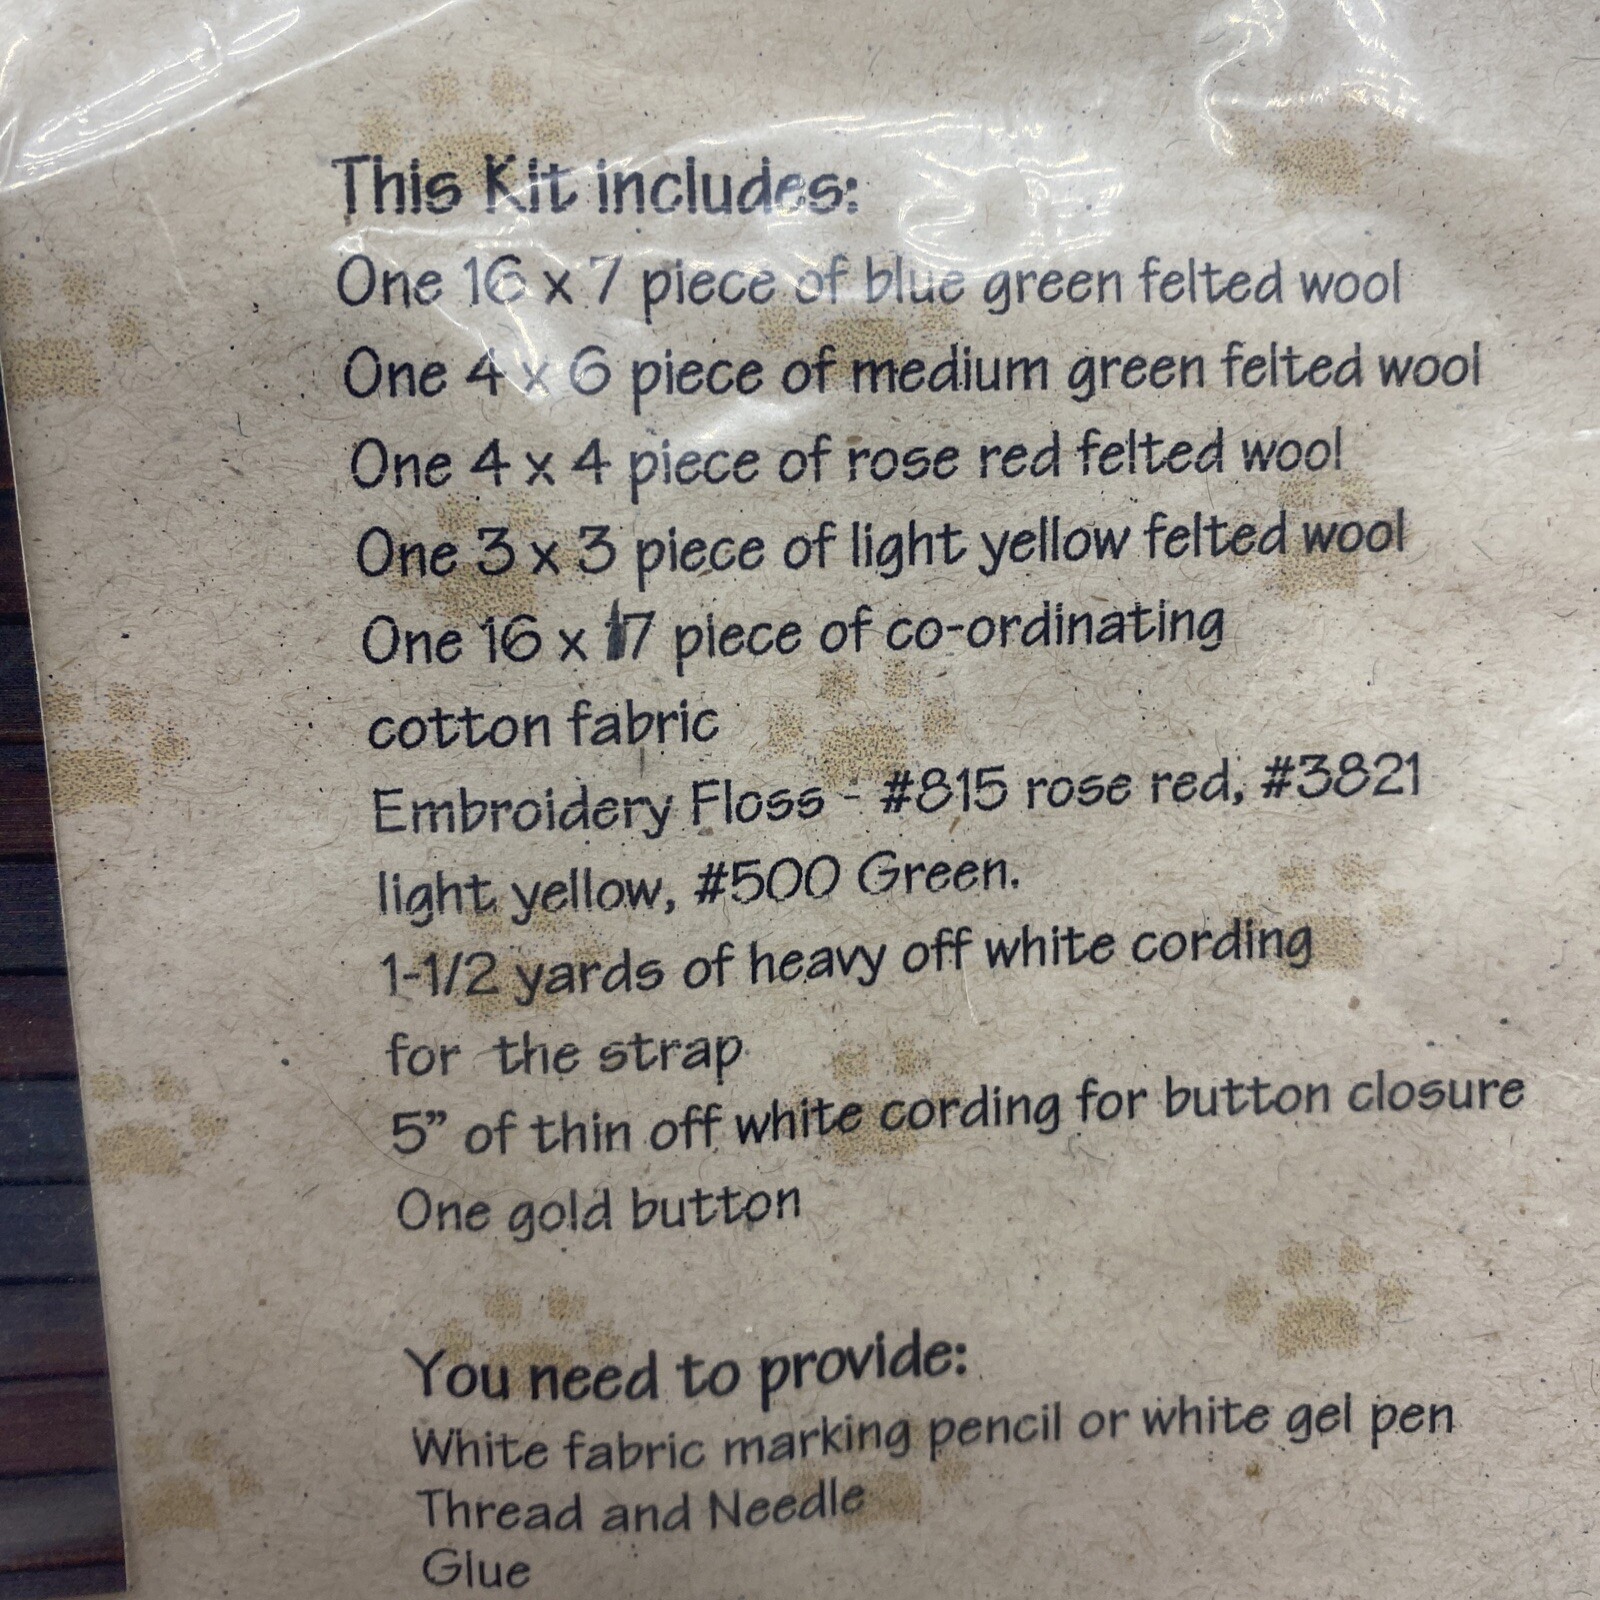 This Kit includes:
One 16 x 7 piece of blue green felted wool
One 4 x 6 piece of medium green felted wool
One 4 x 4 piece of rose red felted wool
One 3 x 3 piece of light yellow felted wool
One 16 x 17 piece of co-ordinating
cotton fabric
Embroidery Floss - #815 rose red, #3821
light yellow, #500 Green.
1-1/2 yards of heavy off white cording
for the strap
5” of thin off white cording for button closure
One gold button
You need to provide:
White fabric marking pencil or white gel pen
Thread and Needle
Glue